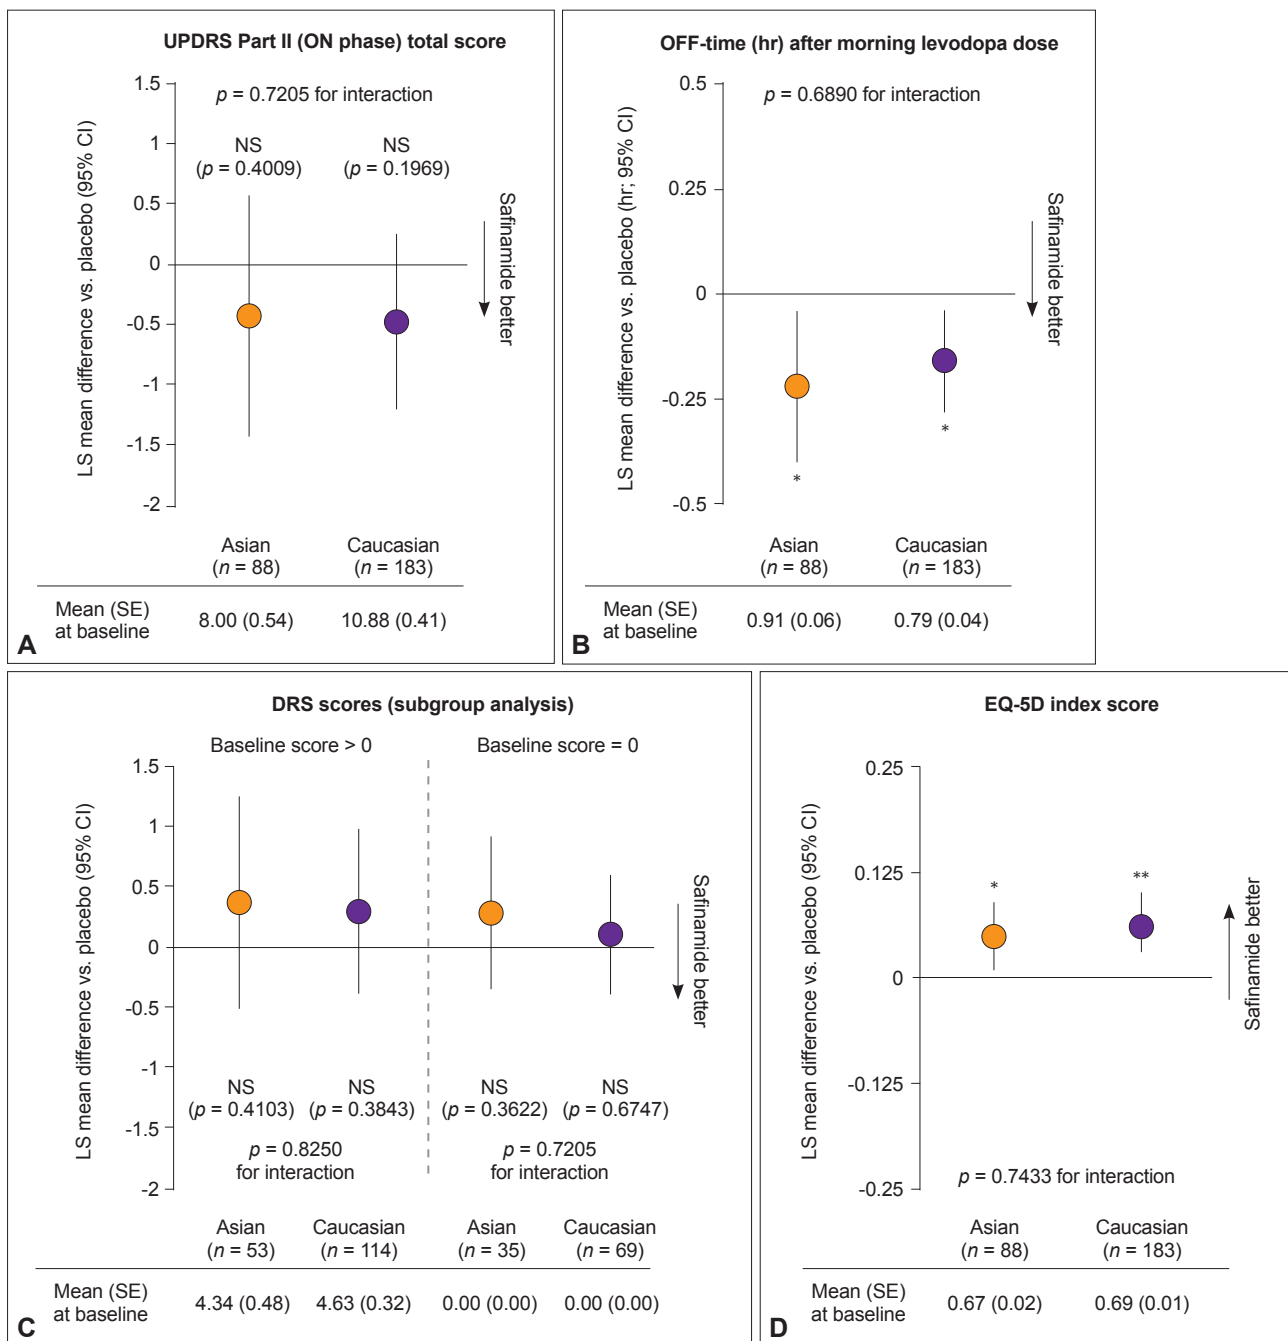 UPDRS Part II (ON phase) total score
LS mean difference vs. placebo (95% CI)
1.5
1
0.5
0
-0.5
-1
-1.5
-2
p = 0.7205 for interaction
NS
(p = 0.4009)
NS
(p = 0.1969)
Safinamide better
Asian
(n = 88)
Caucasian
(n = 183)
Mean (SE)
at baseline
8.00 (0.54)
10.88 (0.41)
A
OFF-time (hr) after morning levodopa dose
LS mean difference vs. placebo (hr; 95% CI)
0.5
0.25
0
-0.25
-0.5
p = 0.6890 for interaction
*
*
Safinamide better
Asian
(n = 88)
Caucasian
(n = 183)
Mean (SE)
at baseline
0.91 (0.06)
0.79 (0.04)
B
DRS scores (subgroup analysis)
Baseline score > 0
Baseline score = 0
LS mean difference vs. placebo (95% CI)
1.5
1
0.5
0
-0.5
-1
-1.5
-2
NS
(p = 0.4103)
NS
(p = 0.3843)
NS
(p = 0.3622)
NS
(p = 0.6747)
p = 0.8250
for interaction
p = 0.7205
for interaction
Safinamide better
Asian
(n = 53)
Caucasian
(n = 114)
Asian
(n = 35)
Caucasian
(n = 69)
Mean (SE)
at baseline
4.34 (0.48)
4.63 (0.32)
0.00 (0.00)
0.00 (0.00)
C
EQ-5D index score
LS mean difference vs. placebo (95% CI)
0.25
0.125
0
-0.125
-0.25
*
**
Safinamide better
p = 0.7433 for interaction
Asian
(n = 88)
Caucasian
(n = 183)
Mean (SE)
at baseline
0.67 (0.02)
0.69 (0.01)
D